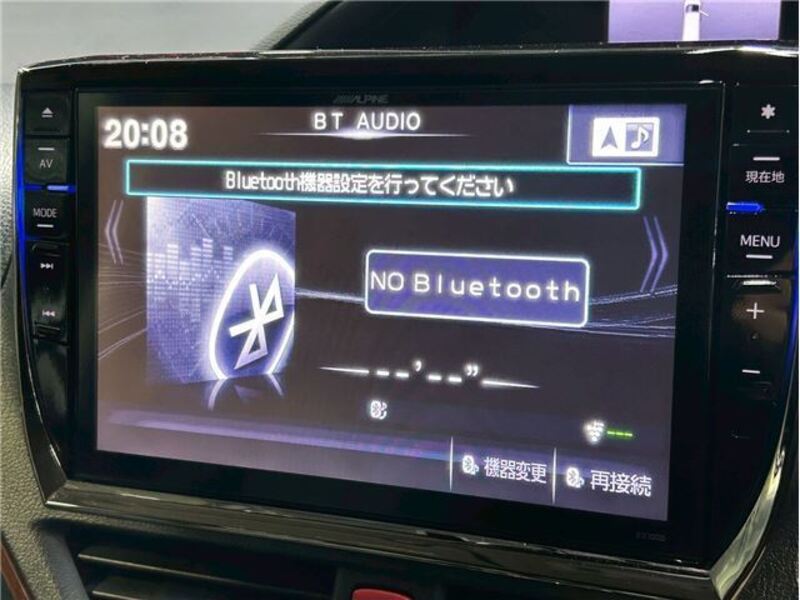 ALPINE
BT AUDIO
20:08
Bluetooth機器設定を行ってください
NO Bluetooth
--'--"
機器変更
再接続
AV
MODE
現在地
MENU
+
−